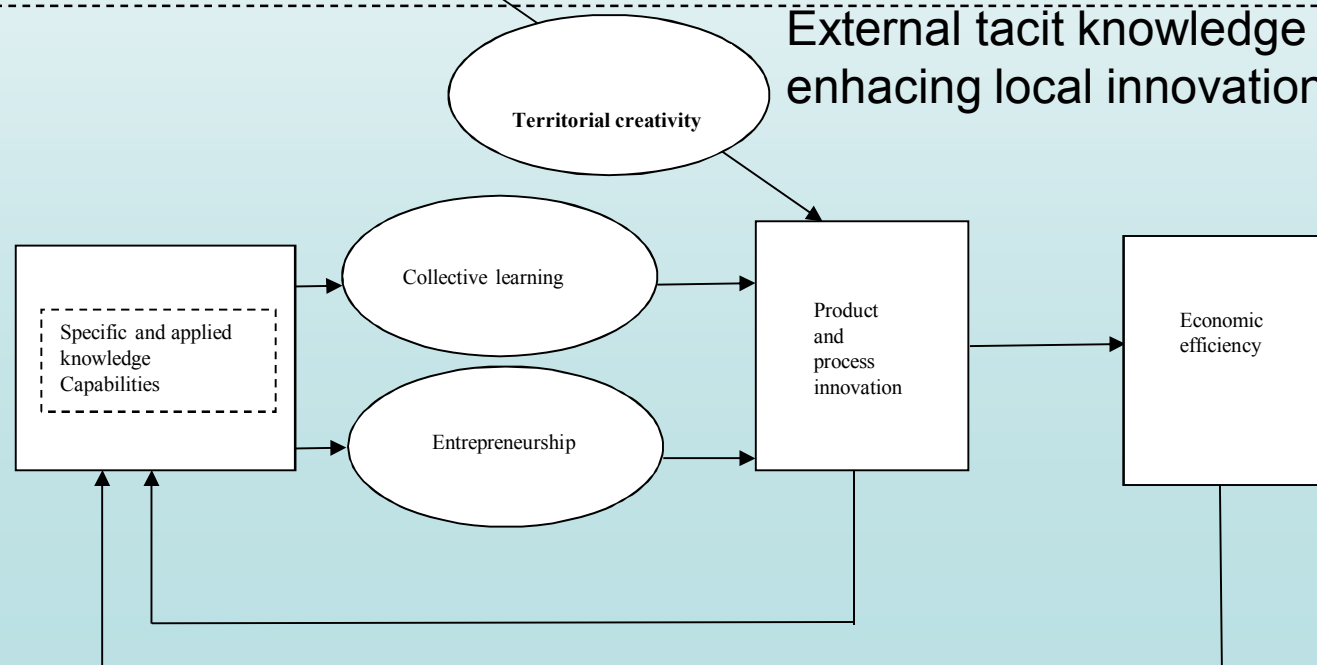 External tacit knowledge
enhacing local innovation
Territorial creativity
Collective learning
Specific and applied
knowledge
Capabilities
Entrepreneurship
Product
and
process
innovation
Economic
efficiency